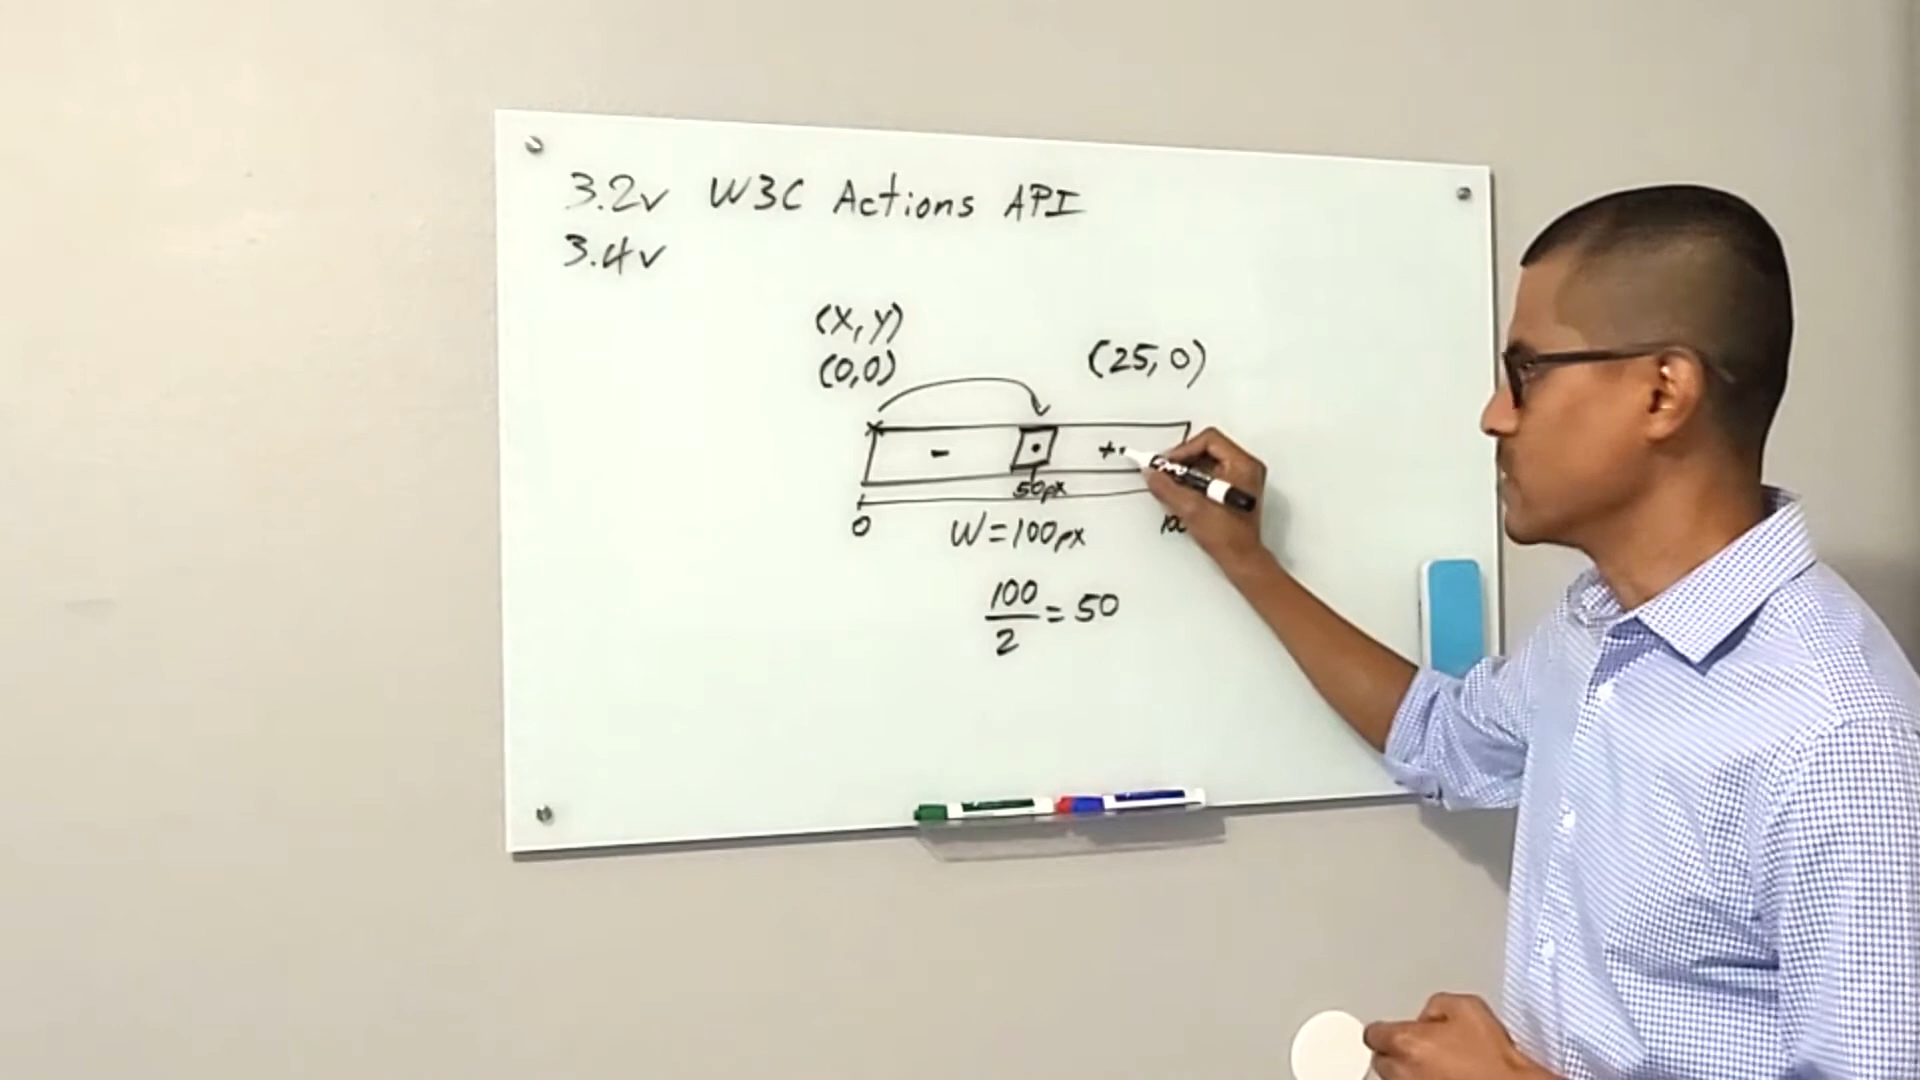 3.2v W3C Actions API
3.4v
(X,Y)
(0,0)
(25,0)
- +
50px
0
W=100px
100
2
=50